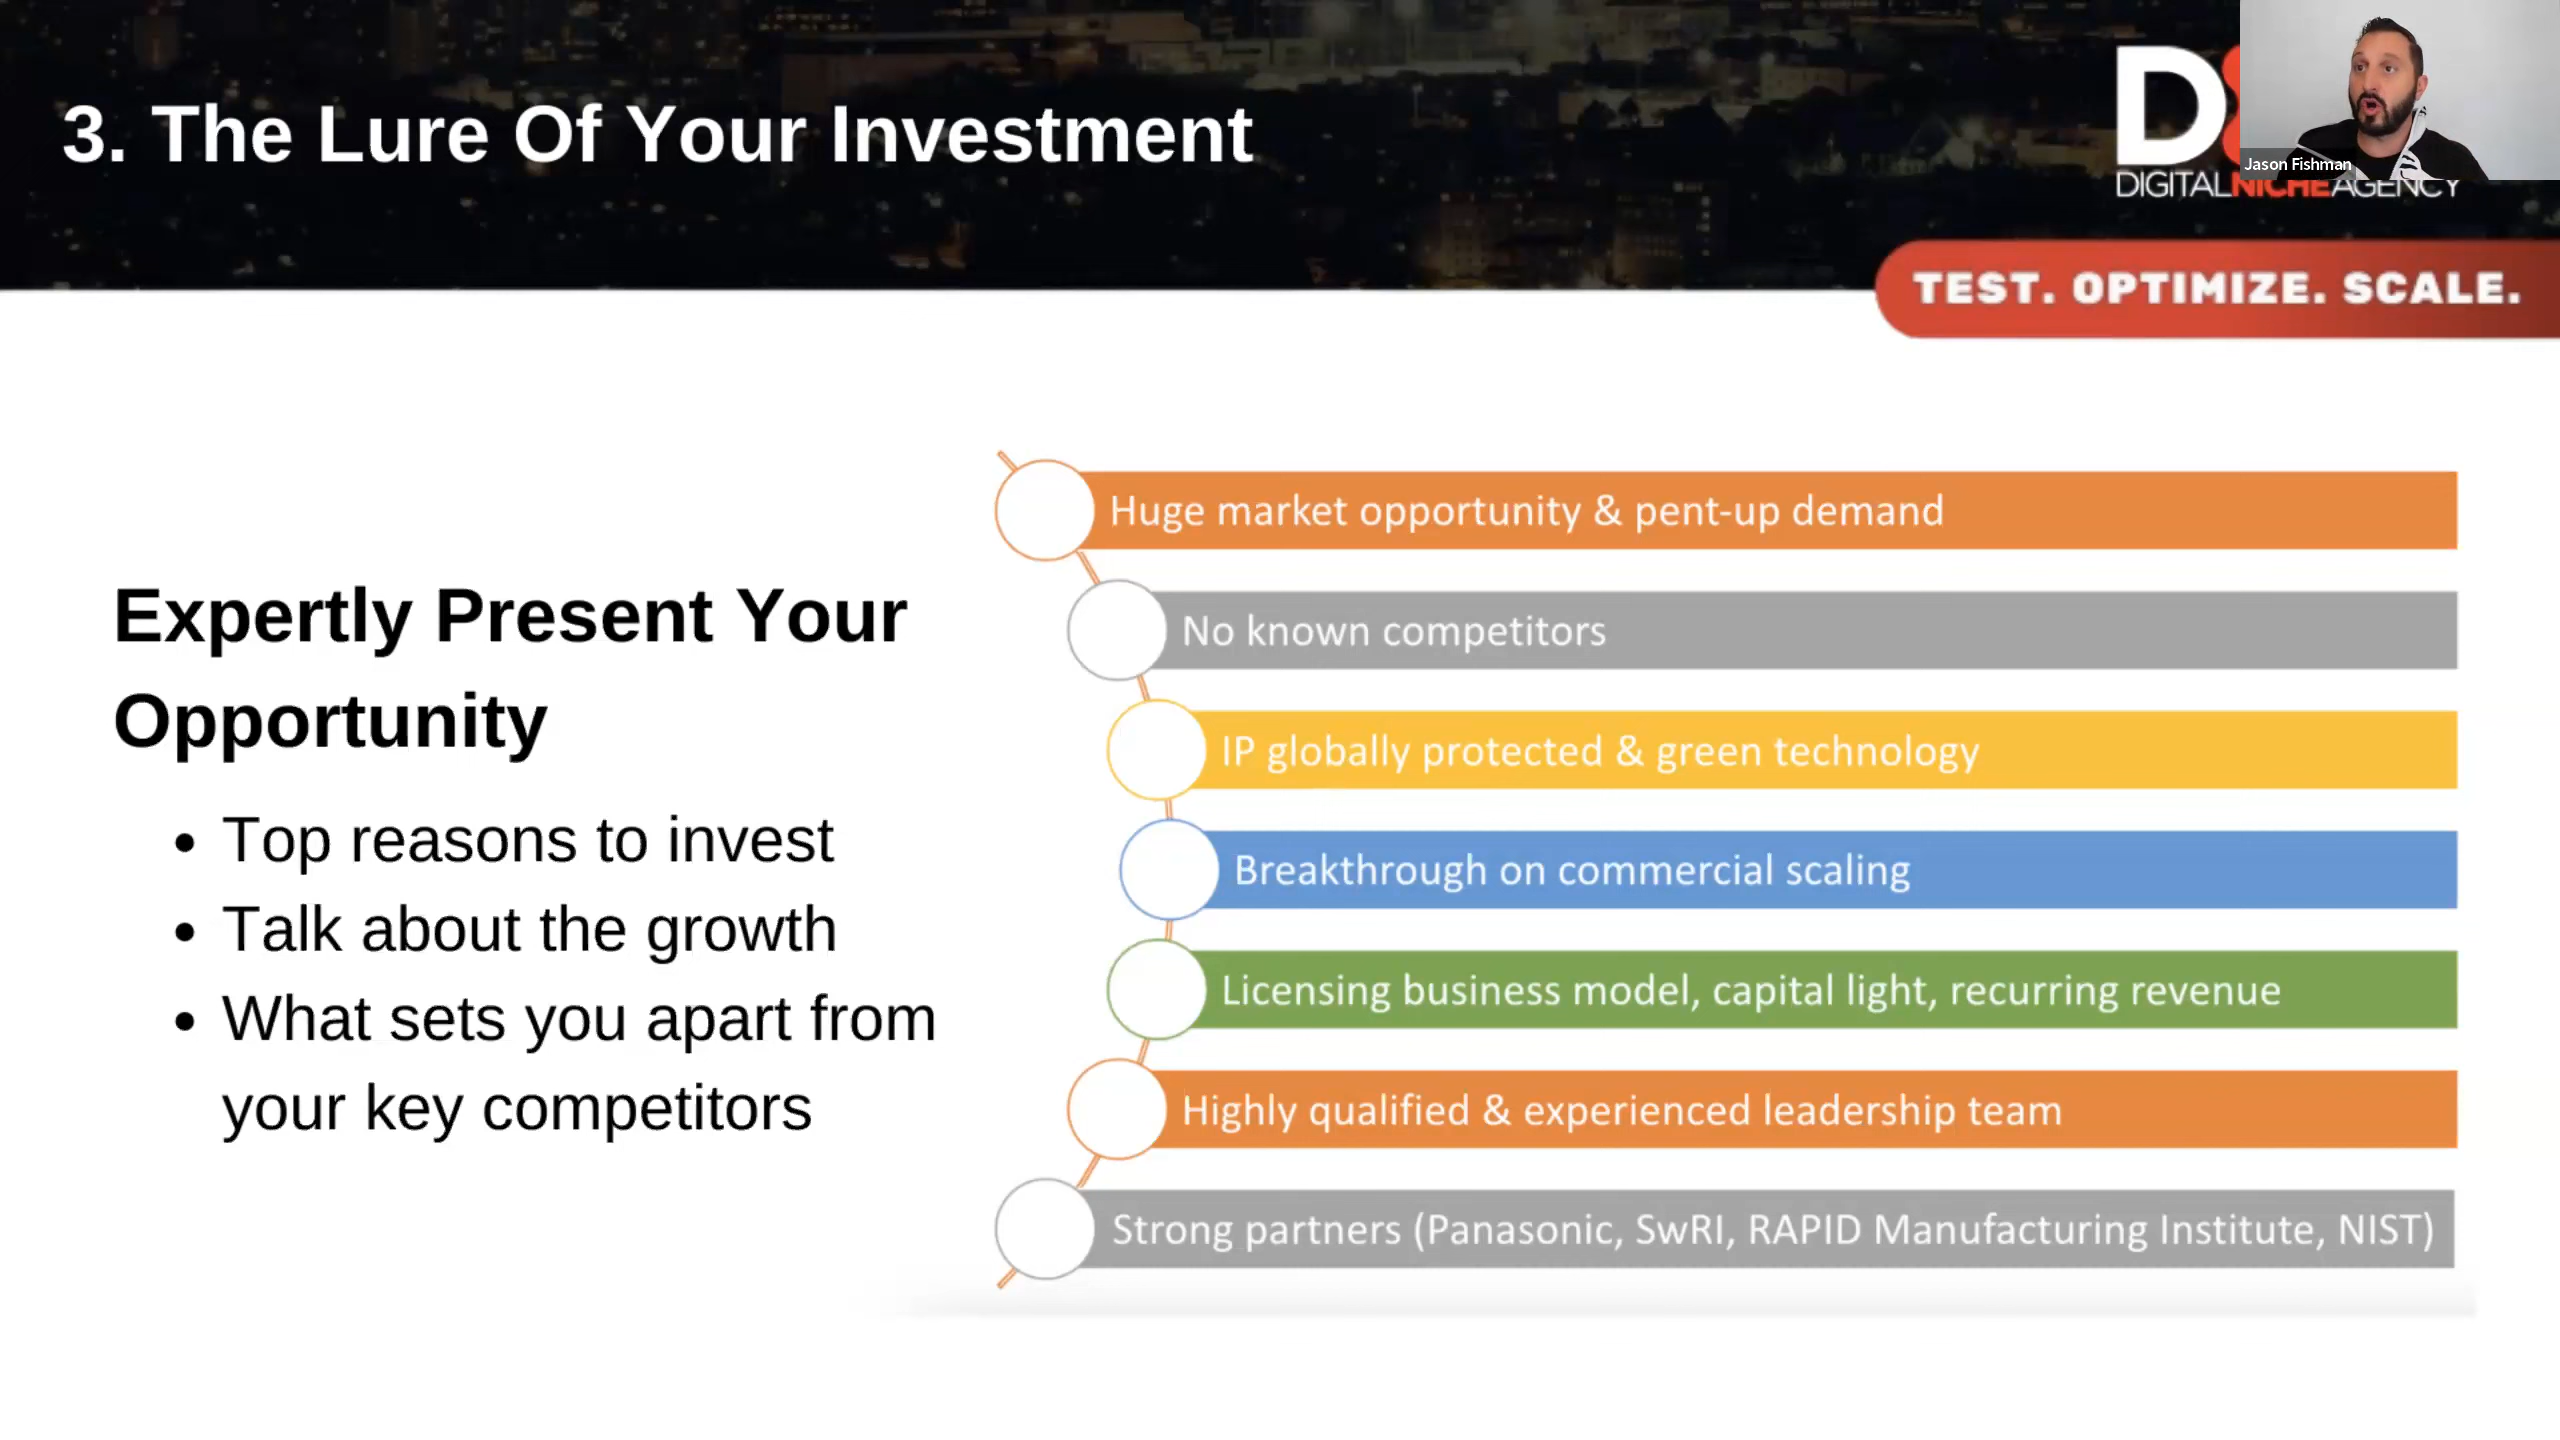 3. The Lure Of Your Investment
Jason Fishman
DIGITALNICHEAGENCY
TEST. OPTIMIZE. SCALE.
Expertly Present Your
Opportunity
• Top reasons to invest
• Talk about the growth
• What sets you apart from
your key competitors
Huge market opportunity & pent-up demand
No known competitors
IP globally protected & green technology
Breakthrough on commercial scaling
Licensing business model, capital light, recurring revenue
Highly qualified & experienced leadership team
Strong partners (Panasonic, SwRI, RAPID Manufacturing Institute, NIST)